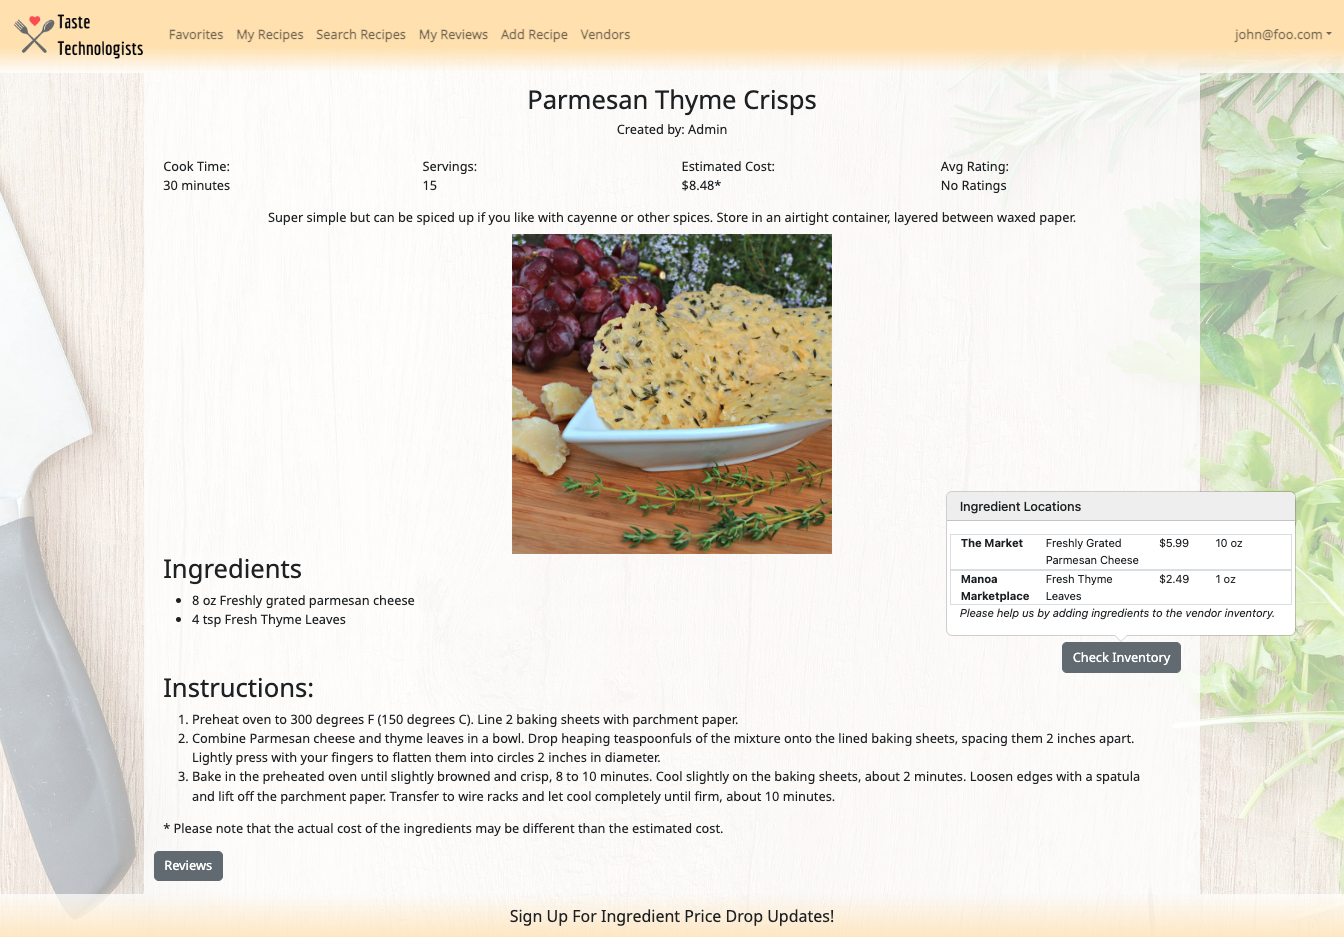 Taste
Technologists
Favorites My Recipes Search Recipes My Reviews Add Recipe Vendors john@foo.com
Parmesan Thyme Crisps
Created by: Admin
Cook Time: Servings: Estimated Cost: Avg Rating:
30 minutes 15 $8.48* No Ratings
Super simple but can be spiced up if you like with cayenne or other spices. Store in an airtight container, layered between waxed paper.
Ingredients
• 8 oz Freshly grated parmesan cheese
• 4 tsp Fresh Thyme Leaves
Ingredient Locations
The Market Freshly Grated $5.99 10 oz
Parmesan Cheese
Manoa Fresh Thyme $2.49 1 oz
Marketplace Leaves
Please help us by adding ingredients to the vendor inventory.
Check Inventory
Instructions:
1. Preheat oven to 300 degrees F (150 degrees C). Line 2 baking sheets with parchment paper.
2. Combine Parmesan cheese and thyme leaves in a bowl. Drop heaping teaspoonfuls of the mixture onto the lined baking sheets, spacing them 2 inches apart.
Lightly press with your fingers to flatten them into circles 2 inches in diameter.
3. Bake in the preheated oven until slightly browned and crisp, 8 to 10 minutes. Cool slightly on the baking sheets, about 2 minutes. Loosen edges with a spatula
and lift off the parchment paper. Transfer to wire racks and let cool completely until firm, about 10 minutes.
* Please note that the actual cost of the ingredients may be different than the estimated cost.
Reviews
Sign Up For Ingredient Price Drop Updates!